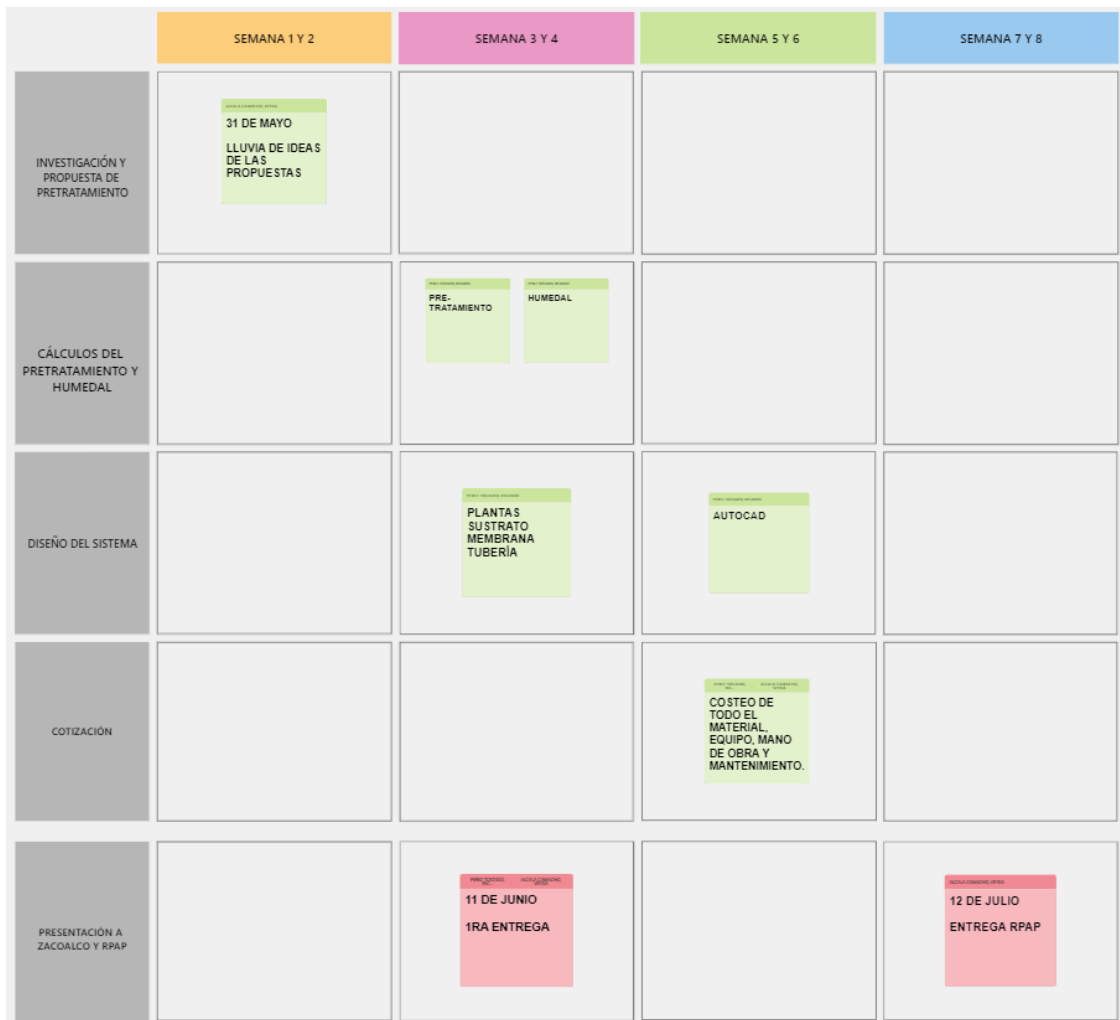 SEMANA 1 Y 2
SEMANA 3 Y 4
SEMANA 5 Y 6
SEMANA 7 Y 8
INVESTIGACIÓN Y
PROPUESTA DE
PRETRATAMIENTO
31 DE MAYO
LLUVIA DE IDEAS
DE LAS
PROPUESTAS
CÁLCULOS DEL
PRETRATAMIENTO Y
HUMEDAL
PRE-
TRATAMIENTO
HUMEDAL
DISEÑO DEL SISTEMA
PLANTAS
SUSTRATO
MEMBRANA
TUBERÍA
AUTOCAD
COTIZACIÓN
COSTEO DE
TODO EL
MATERIAL,
EQUIPO, MANO
DE OBRA Y
MANTENIMIENTO.
PRESENTACIÓN A
ZACOALCO Y RPAP
11 DE JUNIO
1RA ENTREGA
12 DE JULIO
ENTREGA RPAP